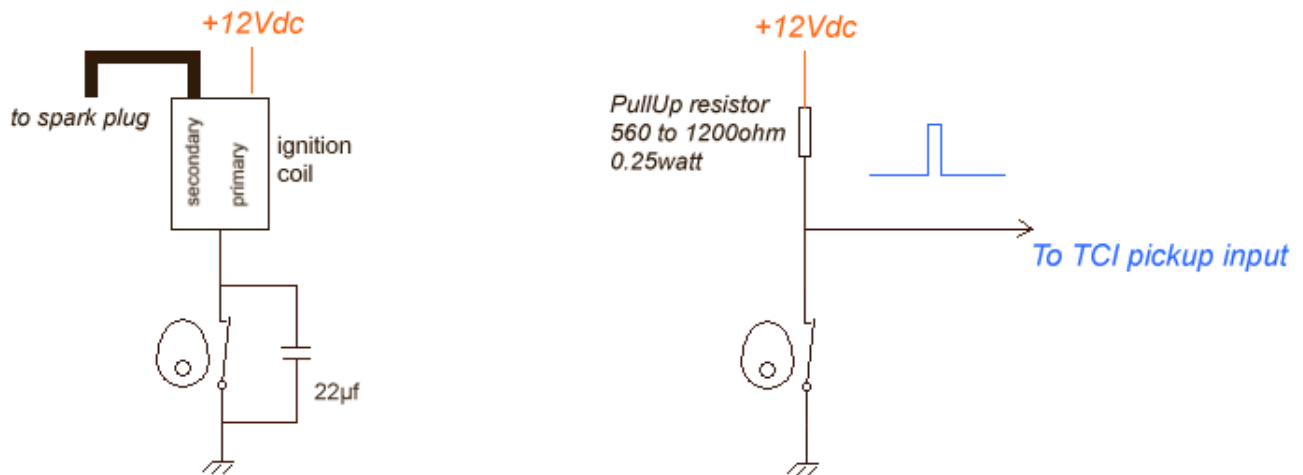 +12Vdc
to spark plug
secondary
primary
ignition
coil
22µf
+12Vdc
PullUp resistor
560 to 1200ohm
0.25watt
To TCI pickup input